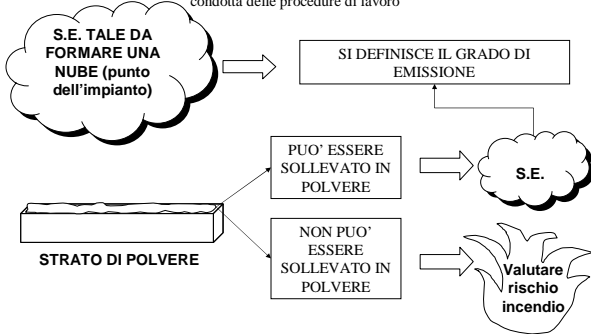 condotta delle procedure di lavoro
S.E. TALE DA
FORMARE UNA
NUBE (punto
dell'impianto)
SI DEFINISCE IL GRADO DI
EMISSIONE
PUO' ESSERE
SOLLEVATO IN
POLVERE
S.E.
STRATO DI POLVERE
NON PUO'
ESSERE
SOLLEVATO IN
POLVERE
Valutare
rischio
incendio